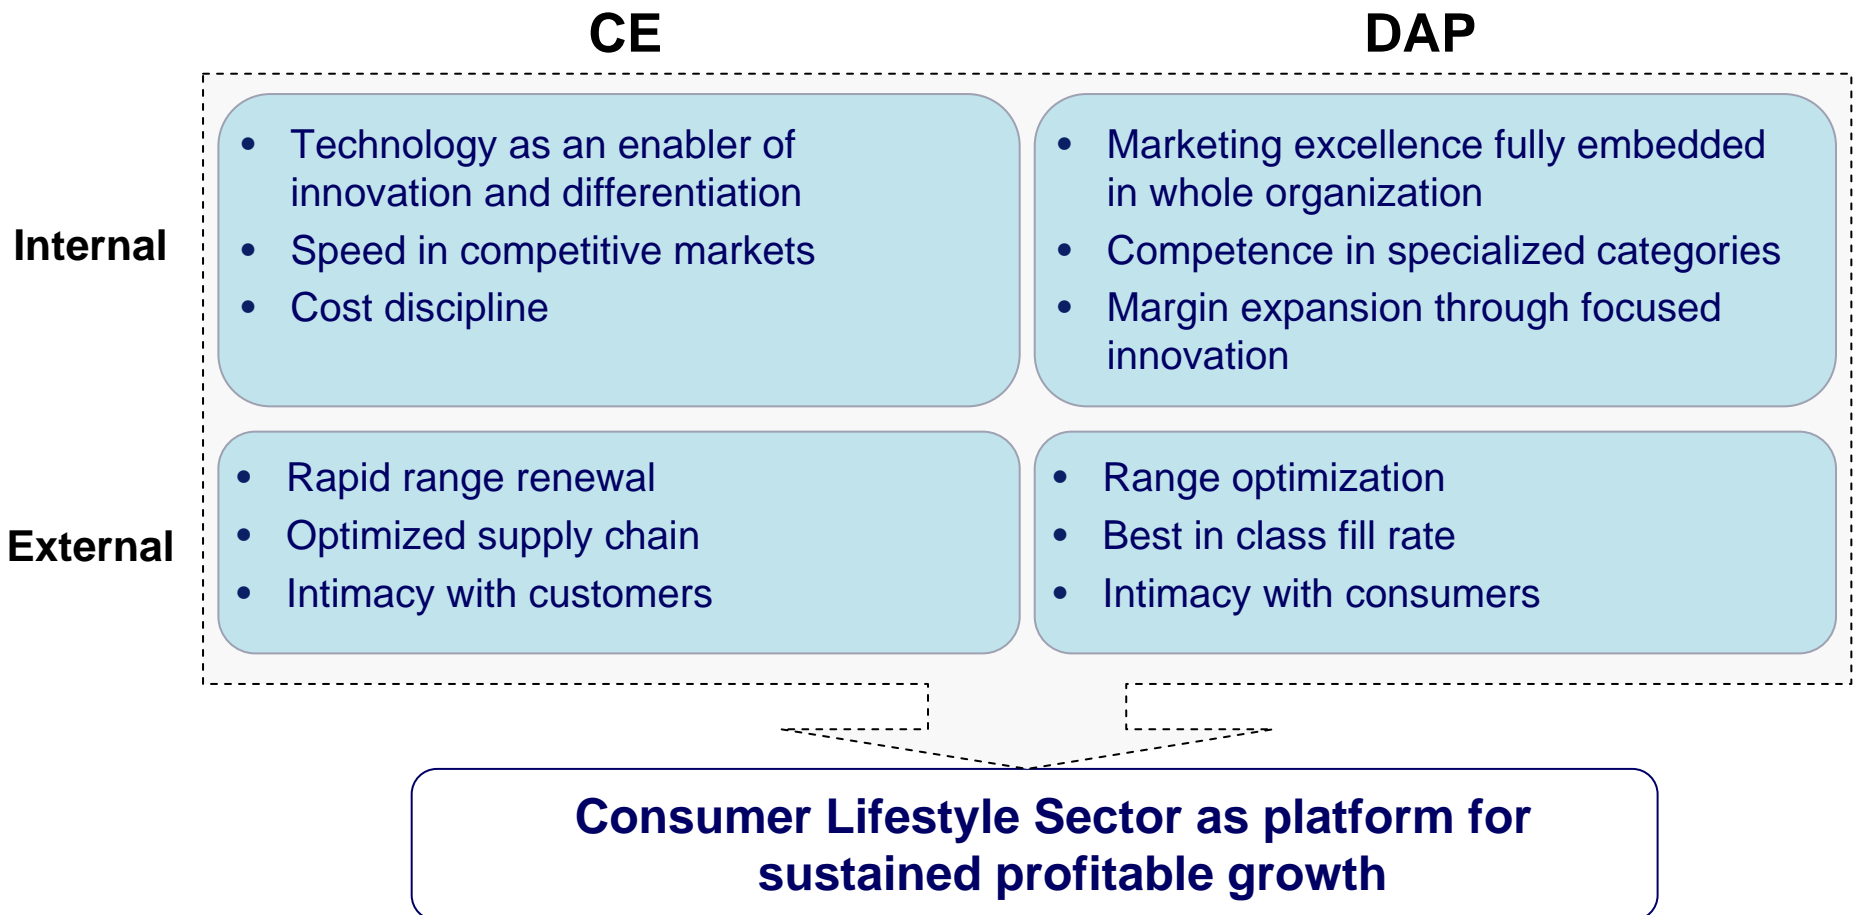 CE
DAP
Internal
• Technology as an enabler of
innovation and differentiation
• Speed in competitive markets
• Cost discipline
• Marketing excellence fully embedded
in whole organization
• Competence in specialized categories
• Margin expansion through focused
innovation
External
• Rapid range renewal
• Optimized supply chain
• Intimacy with customers
• Range optimization
• Best in class fill rate
• Intimacy with consumers
Consumer Lifestyle Sector as platform for
sustained profitable growth